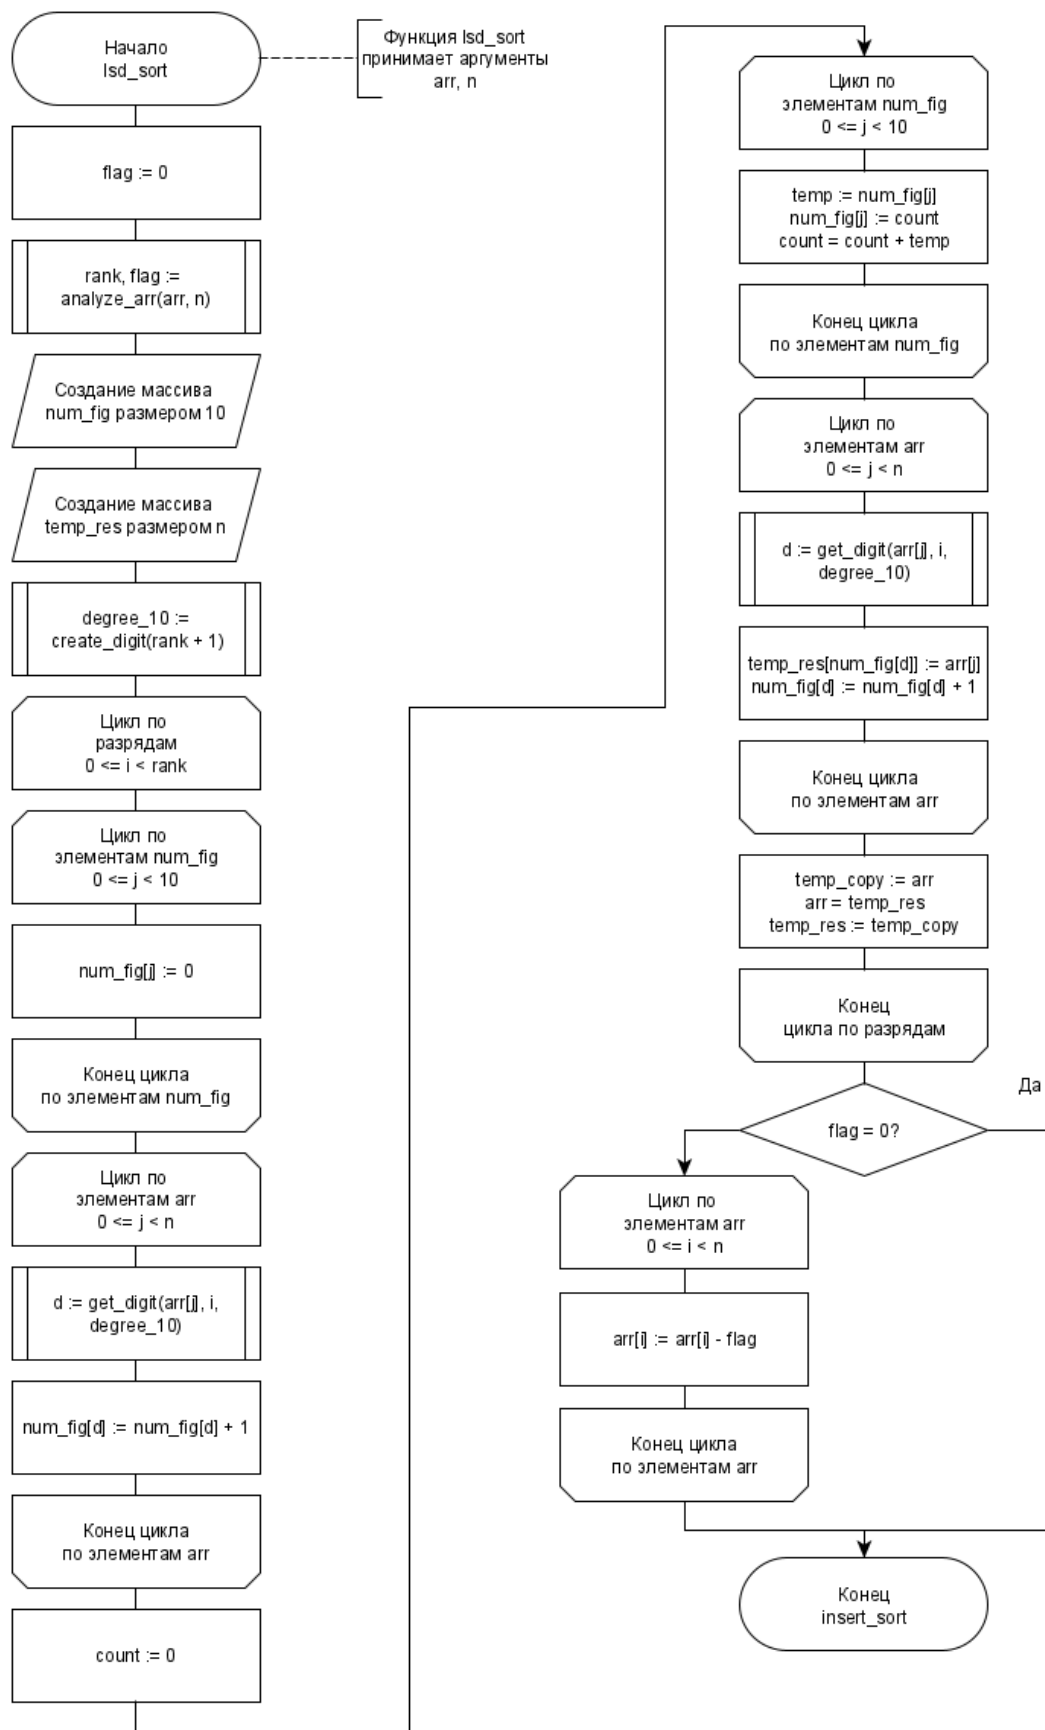 Начало
lsd_sort
Функция lsd_sort
принимает аргументы
arr, n
flag := 0
rank, flag :=
analyze_arr(arr, n)
Создание массива
num_fig размером 10
Создание массива
temp_res размером n
degree_10 :=
create_digit(rank + 1)
Цикл по
разрядам
0 <= i < rank
Цикл по
элементам num_fig
0 <= j < 10
num_fig[j] := 0
Конец цикла
по элементам num_fig
Цикл по
элементам arr
0 <= j < n
d := get_digit(arr[j], i,
degree_10)
num_fig[d] := num_fig[d] + 1
Конец цикла
по элементам arr
count := 0
Цикл по
элементам num_fig
0 <= j < 10
temp := num_fig[j]
num_fig[j] := count
count = count + temp
Конец цикла
по элементам num_fig
Цикл по
элементам arr
0 <= j < n
d := get_digit(arr[j], i,
degree_10)
temp_res[num_fig[d]] := arr[j]
num_fig[d] := num_fig[d] + 1
Конец цикла
по элементам arr
temp_copy := arr
arr = temp_res
temp_res := temp_copy
Конец
цикла по разрядам
Да
flag = 0?
Цикл по
элементам arr
0 <= i < n
arr[i] := arr[i] - flag
Конец цикла
по элементам arr
Конец
insert_sort